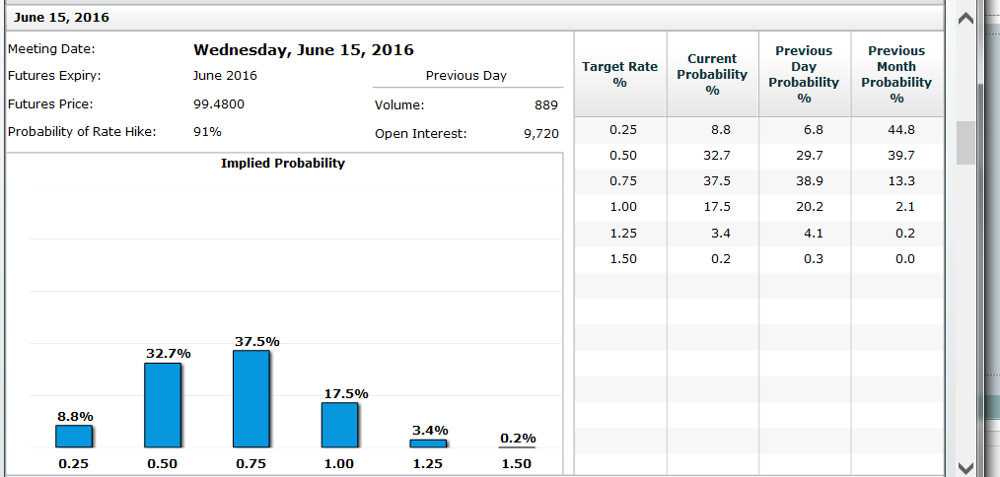 June 15, 2016
Meeting Date: Wednesday, June 15, 2016
Futures Expiry: June 2016 Previous Day
Futures Price: 99.4800 Volume: 889
Probability of Rate Hike: 91% Open Interest: 9,720
Implied Probability
37.5%
32.7%
17.5%
8.8%
3.4%
0.2%
0.25 0.50 0.75 1.00 1.25 1.50
Target Rate % Current Probability % Previous Day Probability % Previous Month Probability %
0.25 8.8 6.8 44.8
0.50 32.7 29.7 39.7
0.75 37.5 38.9 13.3
1.00 17.5 20.2 2.1
1.25 3.4 4.1 0.2
1.50 0.2 0.3 0.0